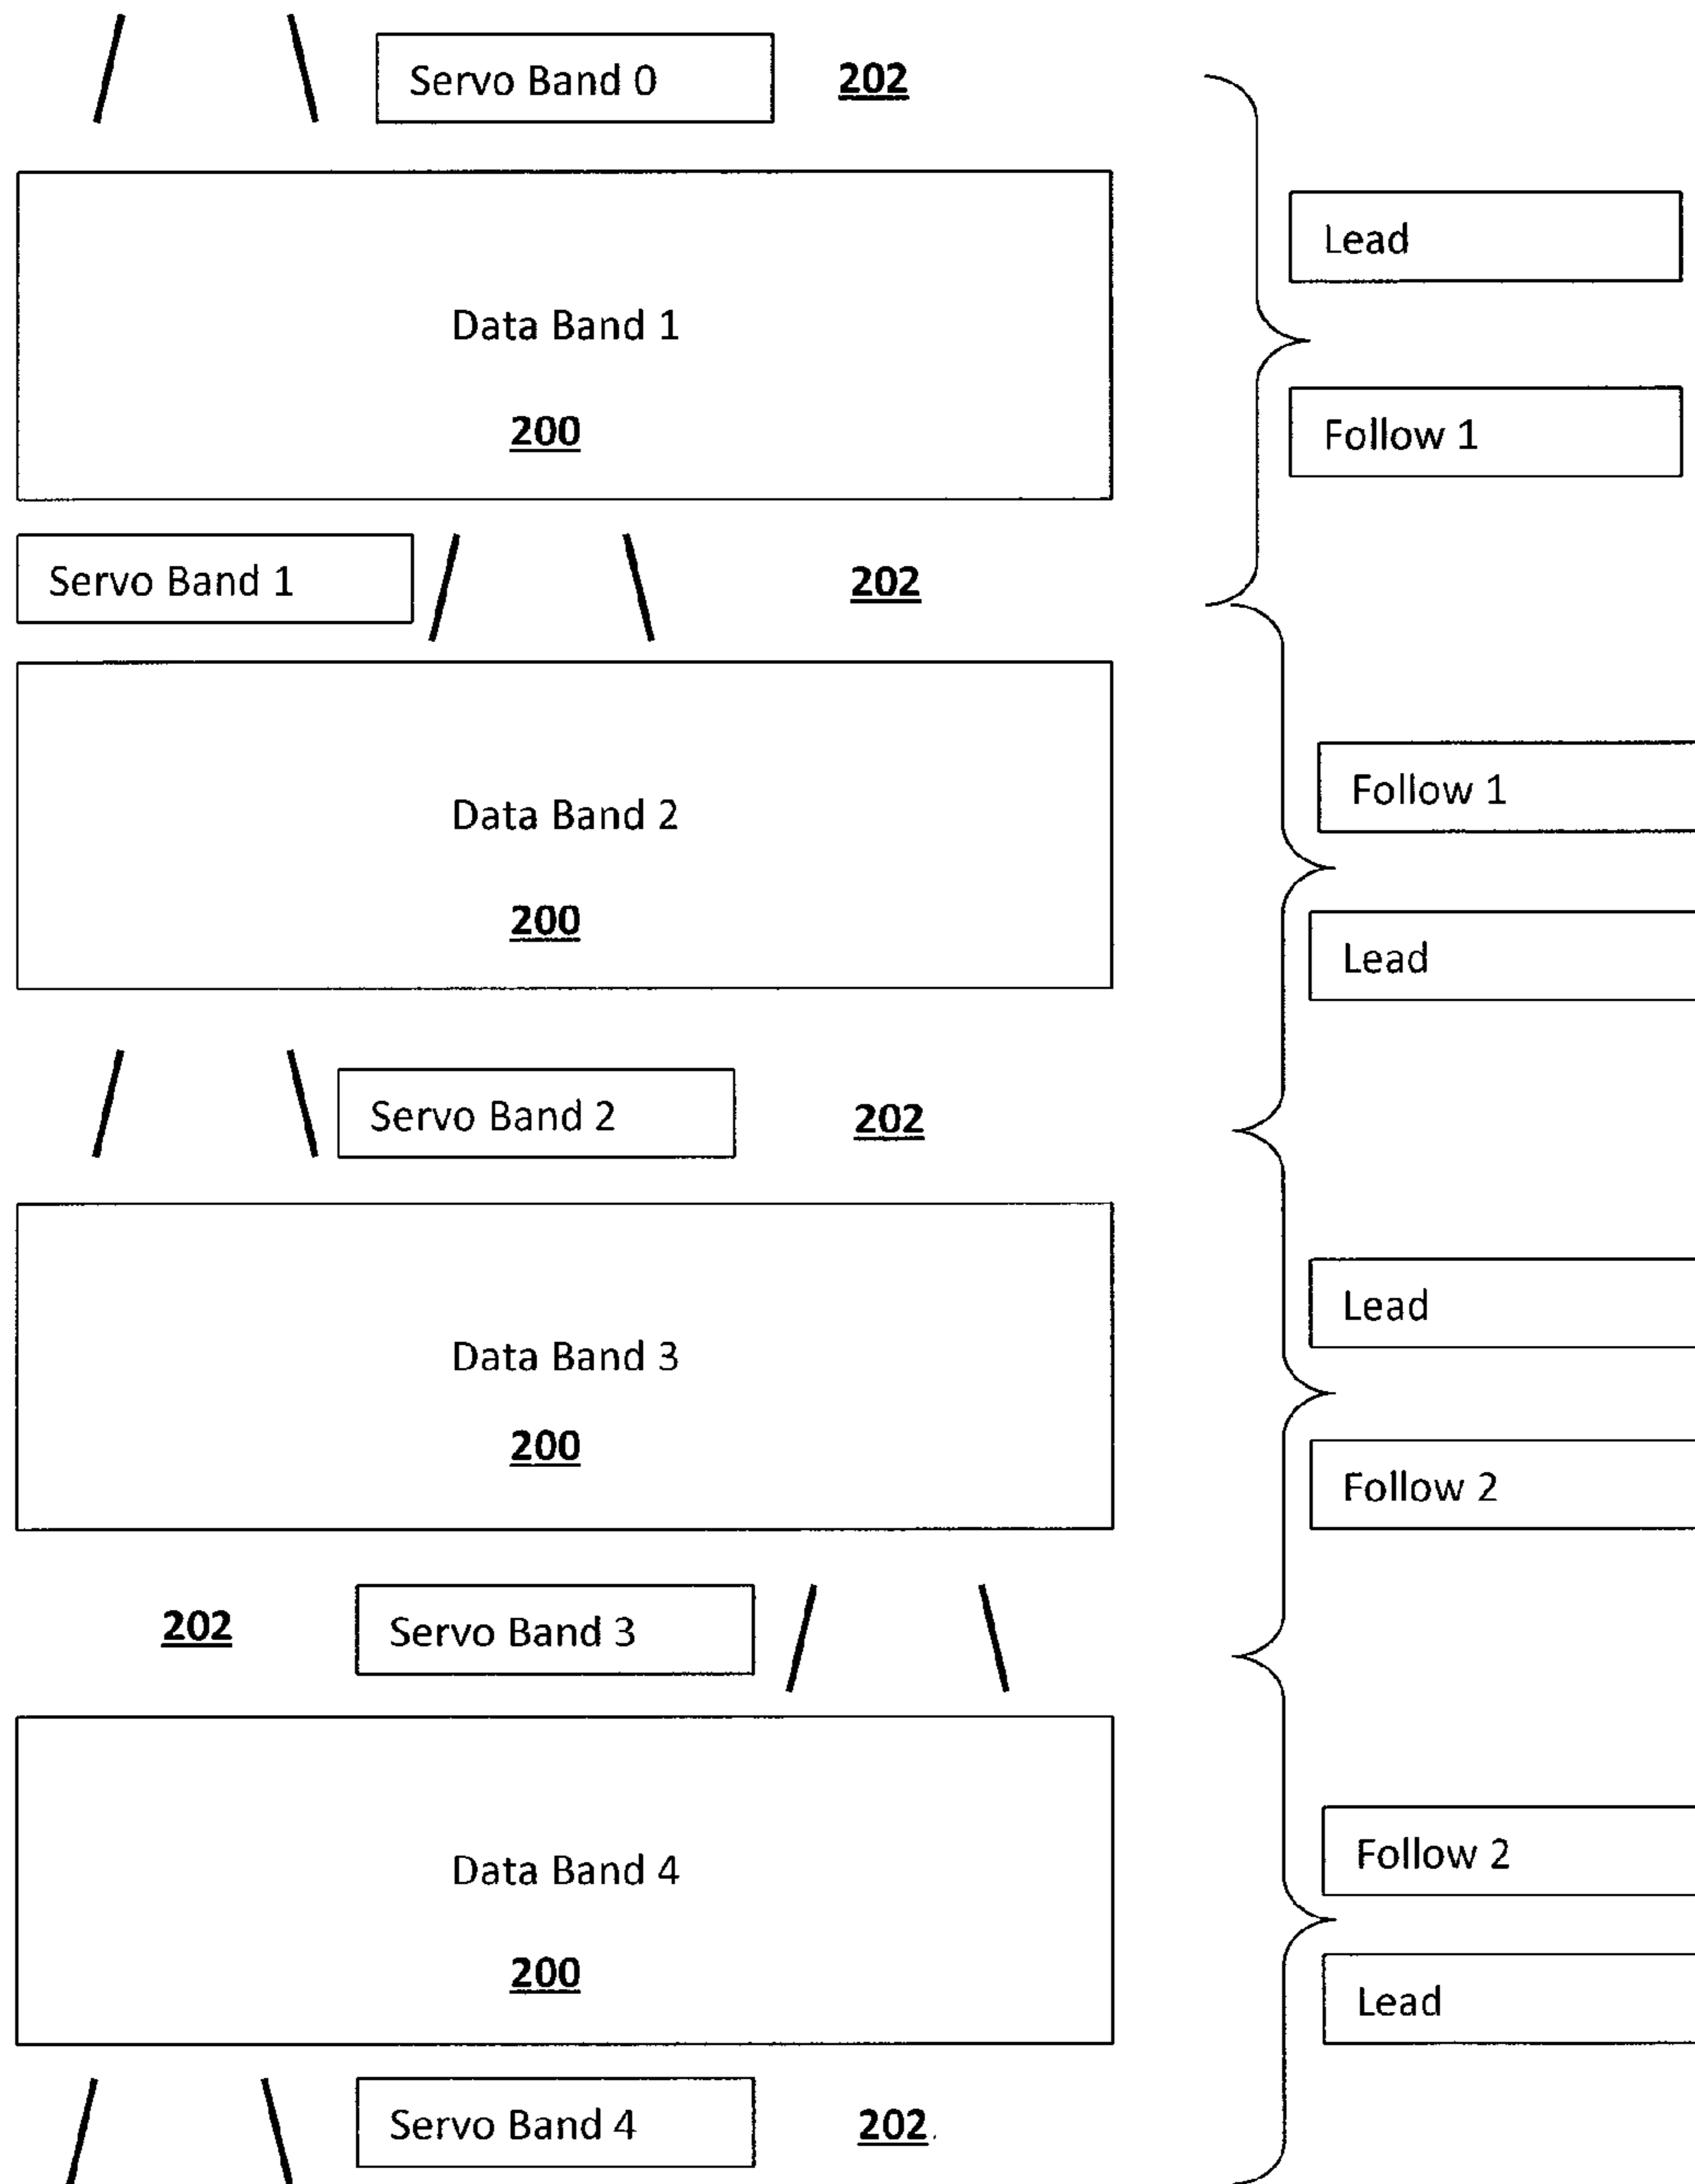 Servo Band 0 202
Lead
Data Band 1
Follow 1
200
Servo Band 1 202
Follow 1
Data Band 2
200
Lead
Servo Band 2 202
Lead
Data Band 3
200
Follow 2
202 Servo Band 3
Follow 2
Data Band 4
200
Lead
Servo Band 4 202